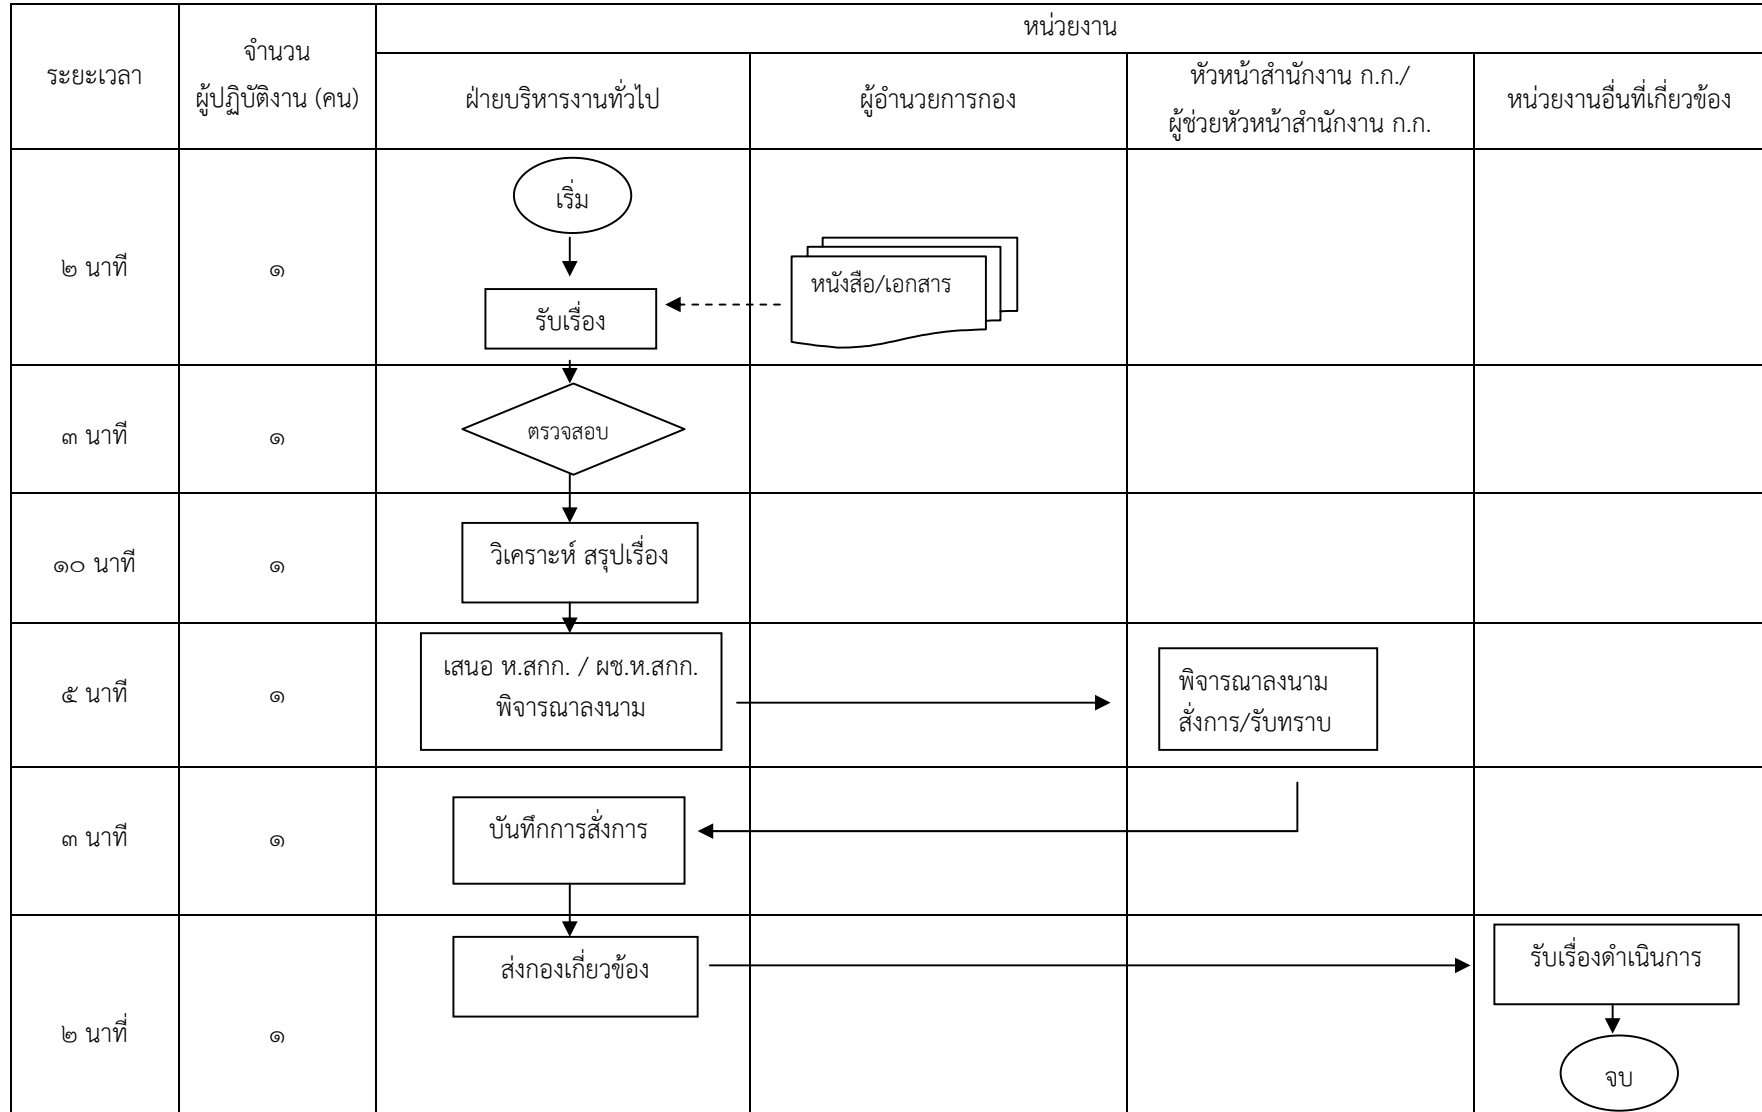 หน่วยงาน
ระยะเวลา
จำนวน
ผู้ปฏิบัติงาน (คน)
ฝ่ายบริหารงานทั่วไป
ผู้อำนวยการกอง
หัวหน้าสำนักงาน ก.ก./
ผู้ช่วยหัวหน้าสำนักงาน ก.ก.
หน่วยงานอื่นที่เกี่ยวข้อง
๒ นาที
๑
เริ่ม
รับเรื่อง
หนังสือ/เอกสาร
๓ นาที
๑
ตรวจสอบ
๑๐ นาที
๑
วิเคราะห์ สรุปเรื่อง
๕ นาที
๑
เสนอ ห.สกก. / ผช.ห.สกก.
พิจารณาลงนาม
พิจารณาลงนาม
สั่งการ/รับทราบ
๓ นาที
๑
บันทึกการสั่งการ
๒ นาที่
๑
ส่งกองเกี่ยวข้อง
รับเรื่องดำเนินการ
จบ